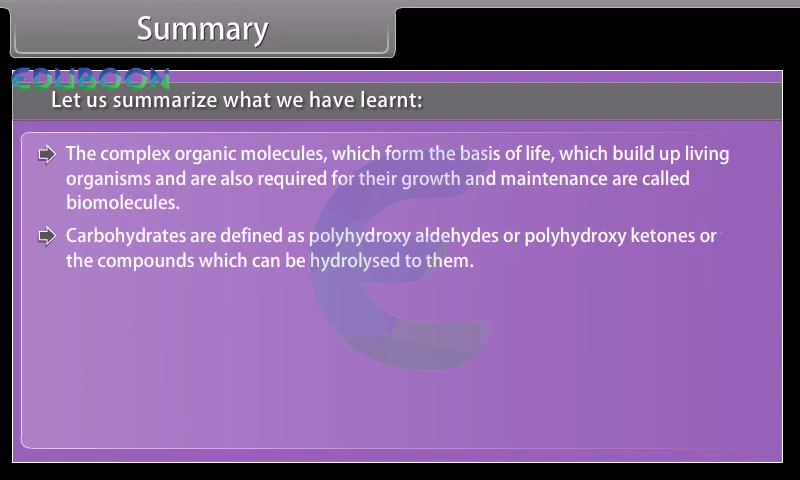 Summary
EDUBOON
Let us summarize what we have learnt:
The complex organic molecules, which form the basis of life, which build up living
organisms and are also required for their growth and maintenance are called
biomolecules.
Carbohydrates are defined as polyhydroxy aldehydes or polyhydroxy ketones or
the compounds which can be hydrolysed to them.